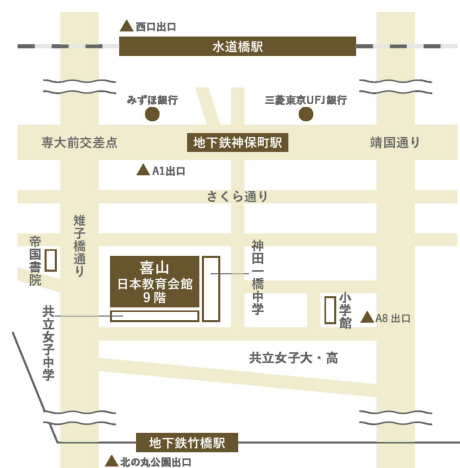 ▲西口出口
水道橋駅
みずほ銀行
三菱東京UFJ銀行
専大前交差点
地下鉄神保町駅
靖国通り
▲A1出口
さくら通り
雉子橋通り
帝国書院
喜山
日本教育会館
9階
神田一橋中学
小学館
▲A8 出口
共立女子中学
共立女子大・高
地下鉄竹橋駅
▲北の丸公園出口